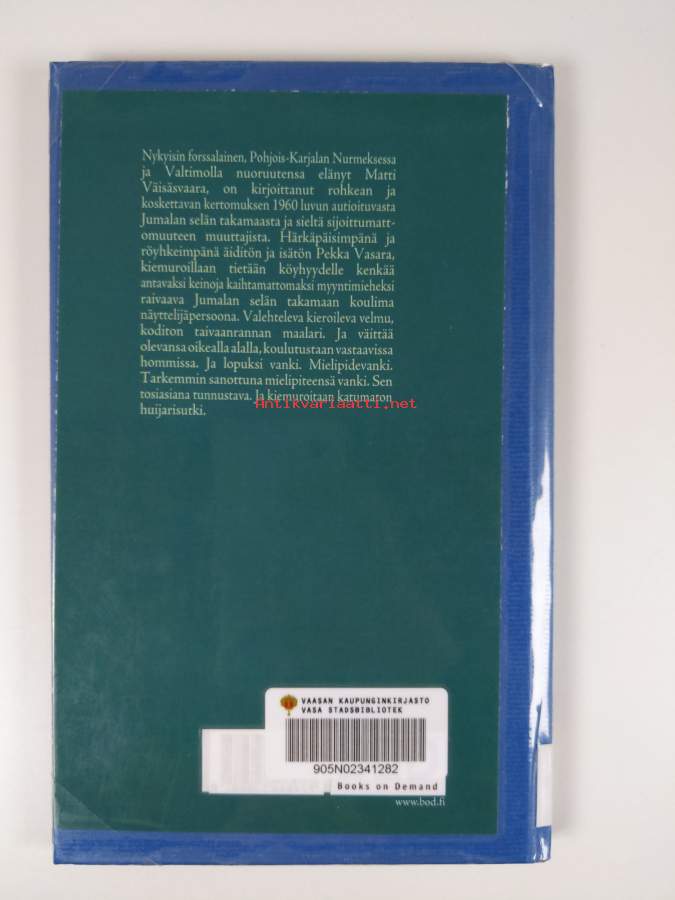 Nykyisin forssalainen, Pohjois-Karjalan Nurmeksessa
ja Valtimolla nuoruutensa elänyt Matti
Väisäsvaara, on kirjoittanut rohkean ja
koskettavan kertomuksen 1960 luvun autioituvasta
Jumalan selän takamaasta ja sieltä sijoittumatt-
omuuteen muuttajista. Härkäpäisimpänä ja
röyhkeimpänä äiditön ja isätön Pekka Vasara,
kiemuroillaan tietään köyhyydelle kenkää
antavaksi keinoja kaihtamattomaksi myyntimieheksi
raivaava Jumalan selän takamaan koulima
näyttelijäpersoona. Valehteleva kieroileva velmu,
koditon taivaanrannan maalari. Ja väittää
olevansa oikealla alalla, koulutustaan vastaavissa
hommissa. Ja lopuksi vanki. Mielipidevanki.
Tarkemmin sanottuna mielipiteensä vanki. Sen
tosiasiana tunnustava. Ja kiemuroitaan katumaton
huijarisutki.
Antikvariaatti.net
VAASAN KAUPUNGINKIRJASTO
VASA STADSBIBLIOTEK
905N02341282
Books on Demand
www.bod.fi